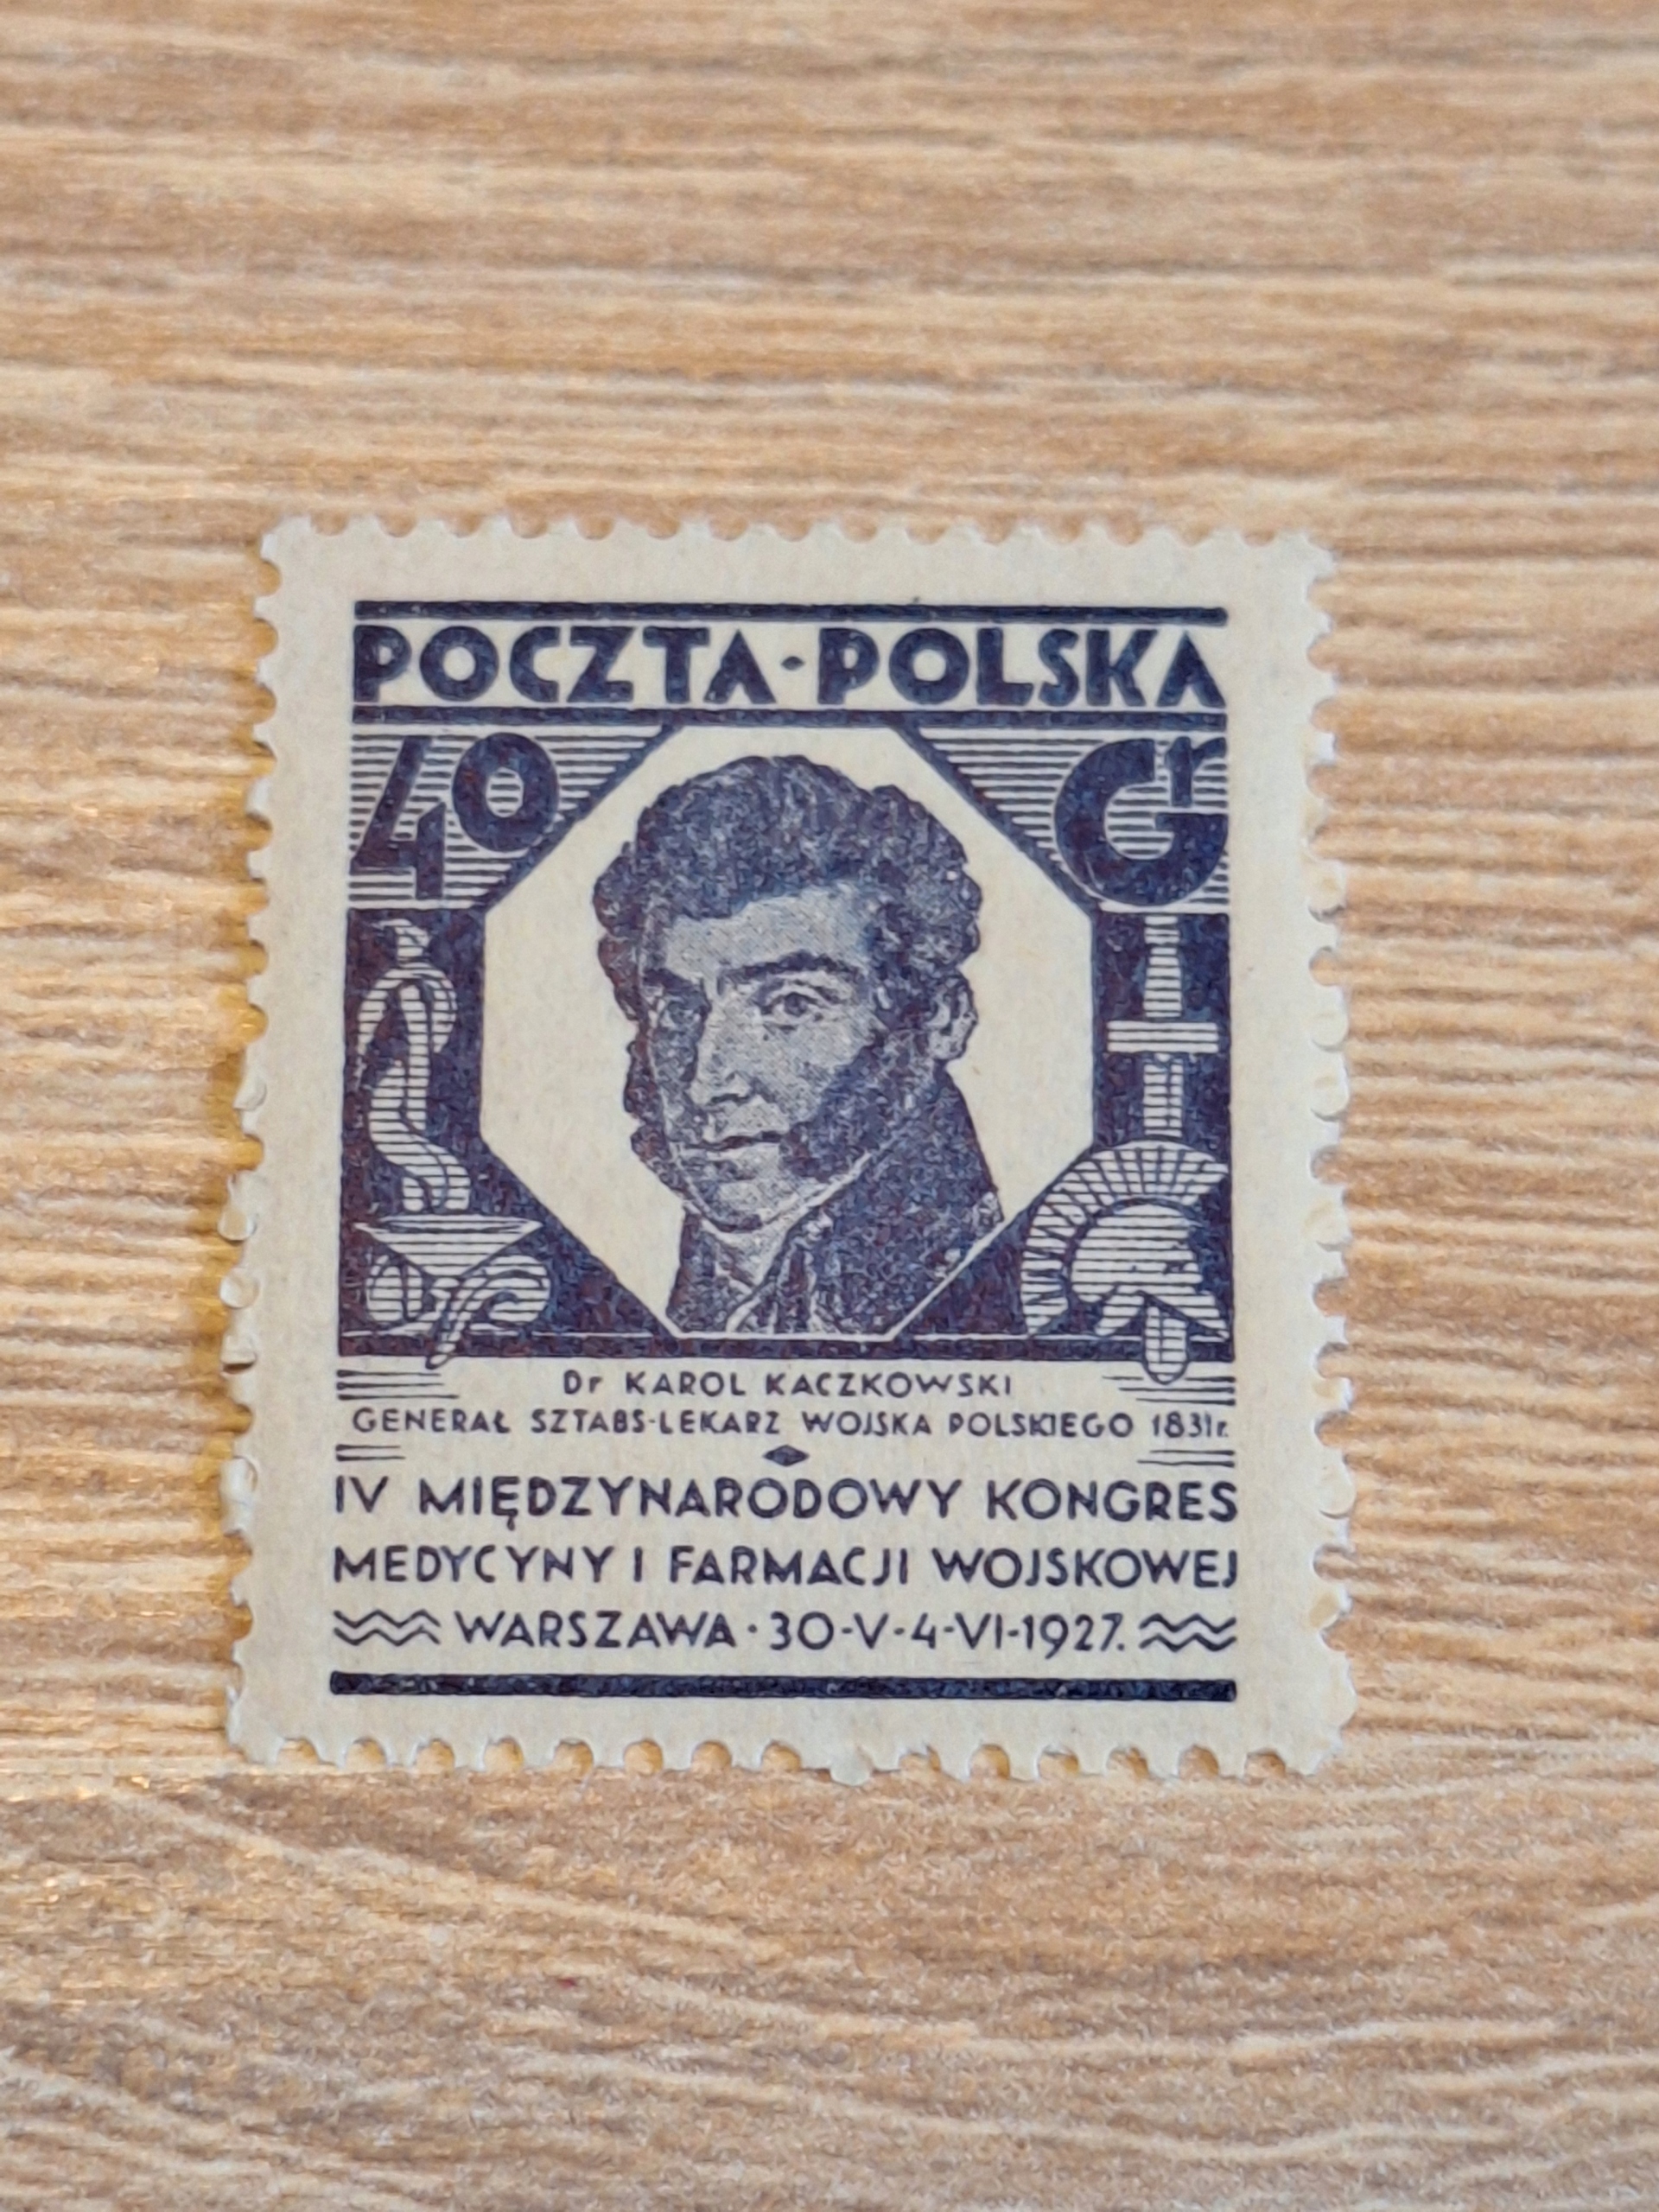 POCZTA·POLSKA
40 Gr
Dr KAROL KACZKOWSKI
GENERAŁ SZTABS-LEKARZ WOJSKA POLSKIEGO 1831r.
IV MIĘDZYNARODOWY KONGRES
MEDYCYNY I FARMACJI WOJSKOWEJ
WARSZAWA · 30-V-4-VI-1927.